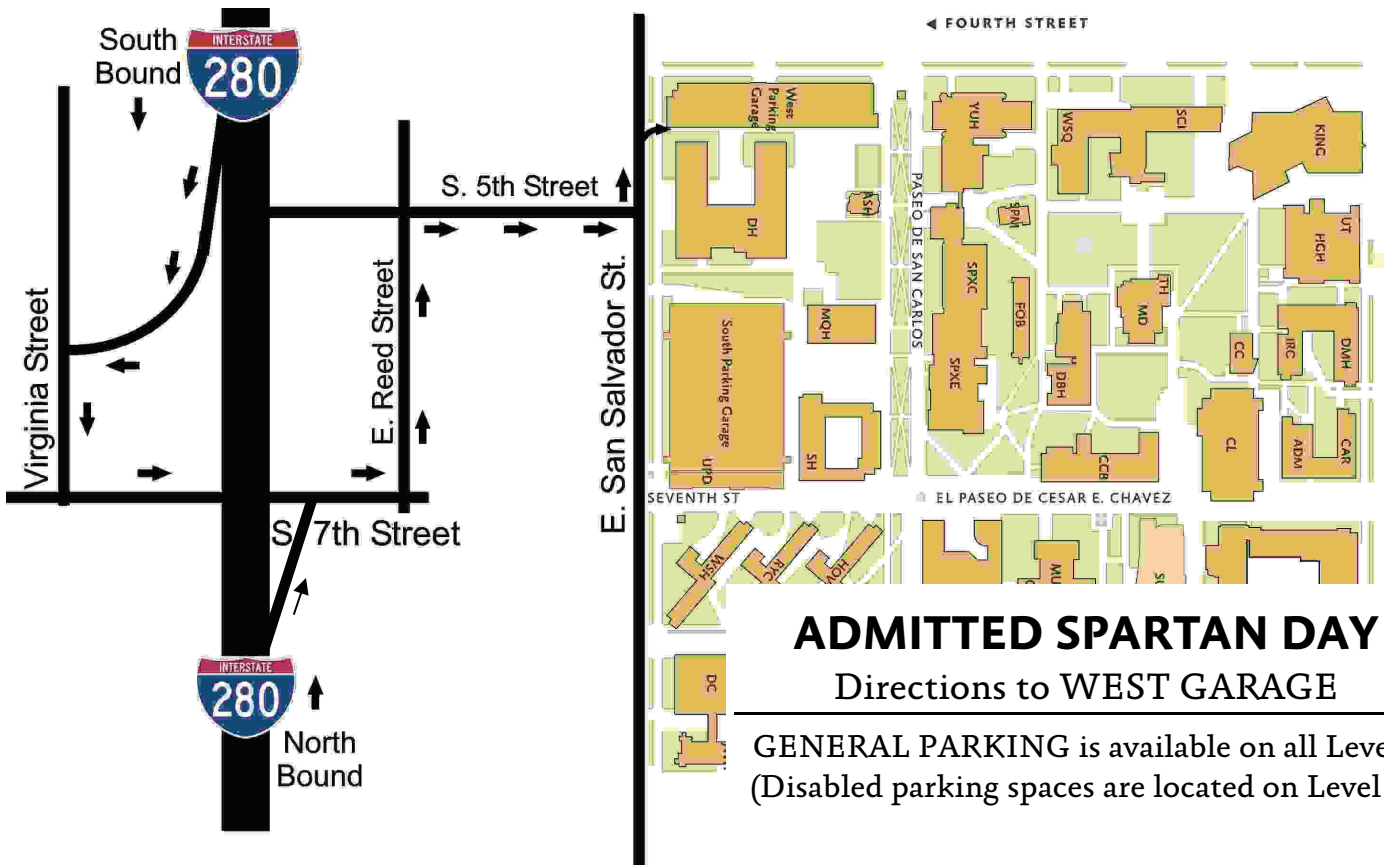 South
Bound
INTERSTATE
280
Virginia Street
S. 5th Street
E. Reed Street
E. San Salvador St.
S. 7th Street
INTERSTATE
280
North
Bound
FOURTH STREET
West
Parking
Garage
YUH
WSQ
SCI
KING
ASH
PASEO DE SAN CARLOS
SPM
DH
UT
HGH
SPXC
FOB
TH
MD
MQH
South Parking Garage
CC
IRC
DMH
SPXE
DBH
SH
UPD
CCB
CL
ADM
CAR
SEVENTH ST
EL PASEO DE CESAR E. CHAVEZ
WSH
RYC
HOV
MU
SU
DC
ADMITTED SPARTAN DAY
Directions to WEST GARAGE
GENERAL PARKING is available on all Leve
(Disabled parking spaces are located on Level